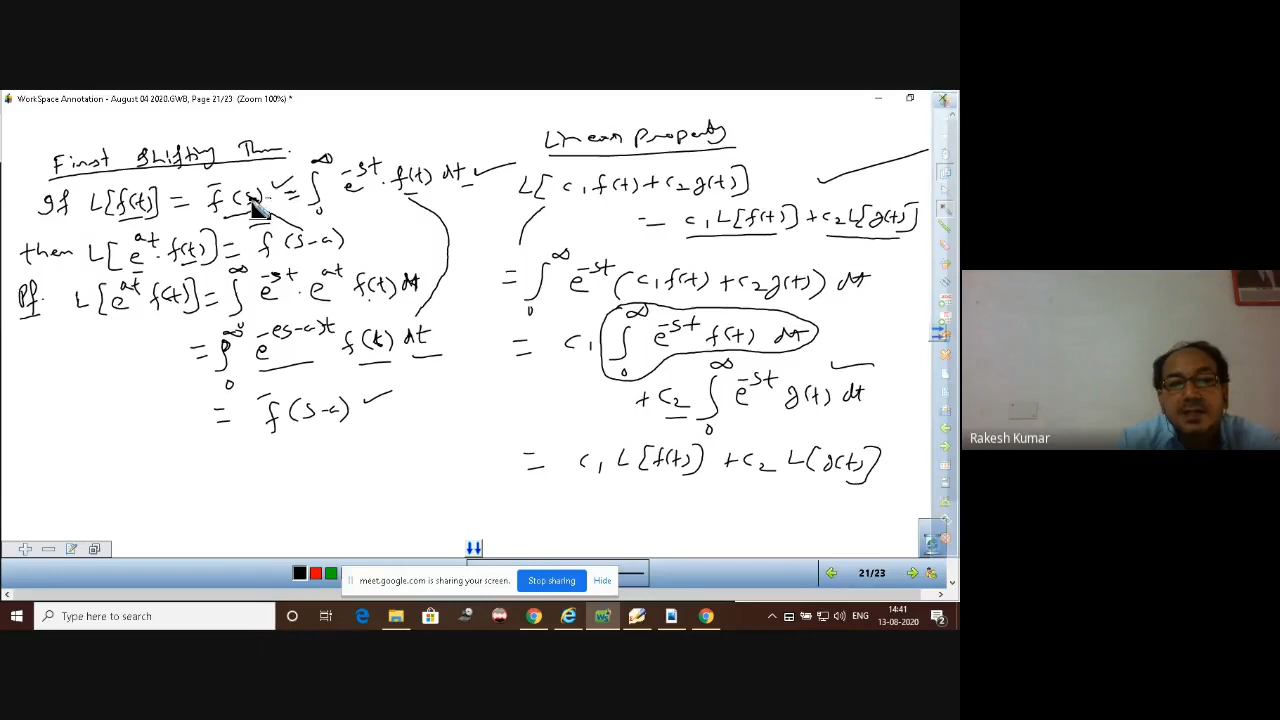 WorkSpace Annotation - August 04 2020.GWB, Page 21/23 (Zoom 100%) *
First Shifting Thm.
If L[f(t)] = f̄(s) = ∫₀^∞ e^{-st} · f(t) dt ✓
then L[e^{at} · f(t)] = f̄(s-a)
Pf. L[e^{at} f(t)] = ∫₀^∞ e^{-st} · e^{at} f(t) dt
= ∫₀^∞ e^{-(s-a)t} f(t) dt
= f̄(s-a) ✓
Linear Property
L[c₁f(t) + c₂g(t)]
= c₁L[f(t)] + c₂L[g(t)]
= ∫₀^∞ e^{-st} (c₁f(t) + c₂g(t)) dt
= c₁ ∫₀^∞ e^{-st} f(t) dt
+ c₂ ∫₀^∞ e^{-st} g(t) dt
= c₁ L[f(t)] + c₂ L[g(t)]
Rakesh Kumar
21/23
meet.google.com is sharing your screen.
Stop sharing
Hide
Type here to search
ENG
14:41
13-08-2020
2